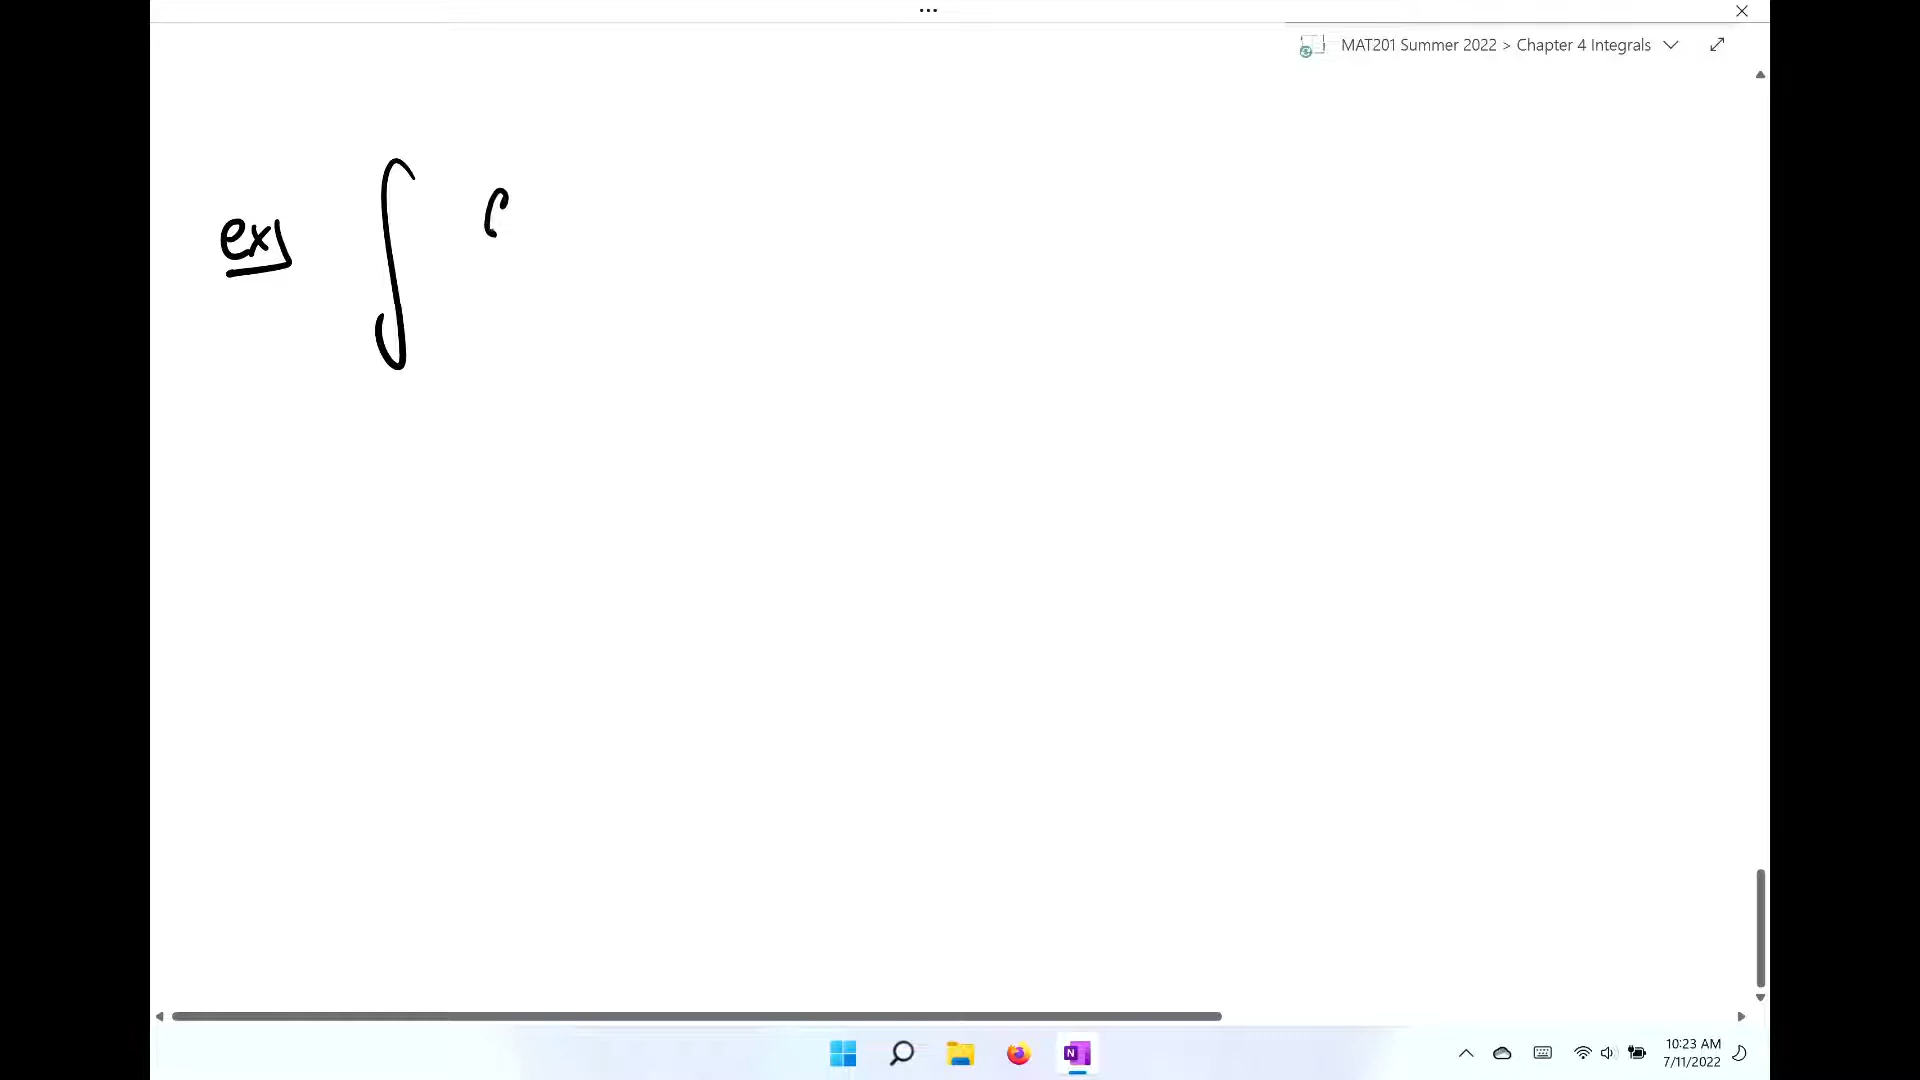 MAT201 Summer 2022 > Chapter 4 Integrals
ex) ∫
10:23 AM
7/11/2022